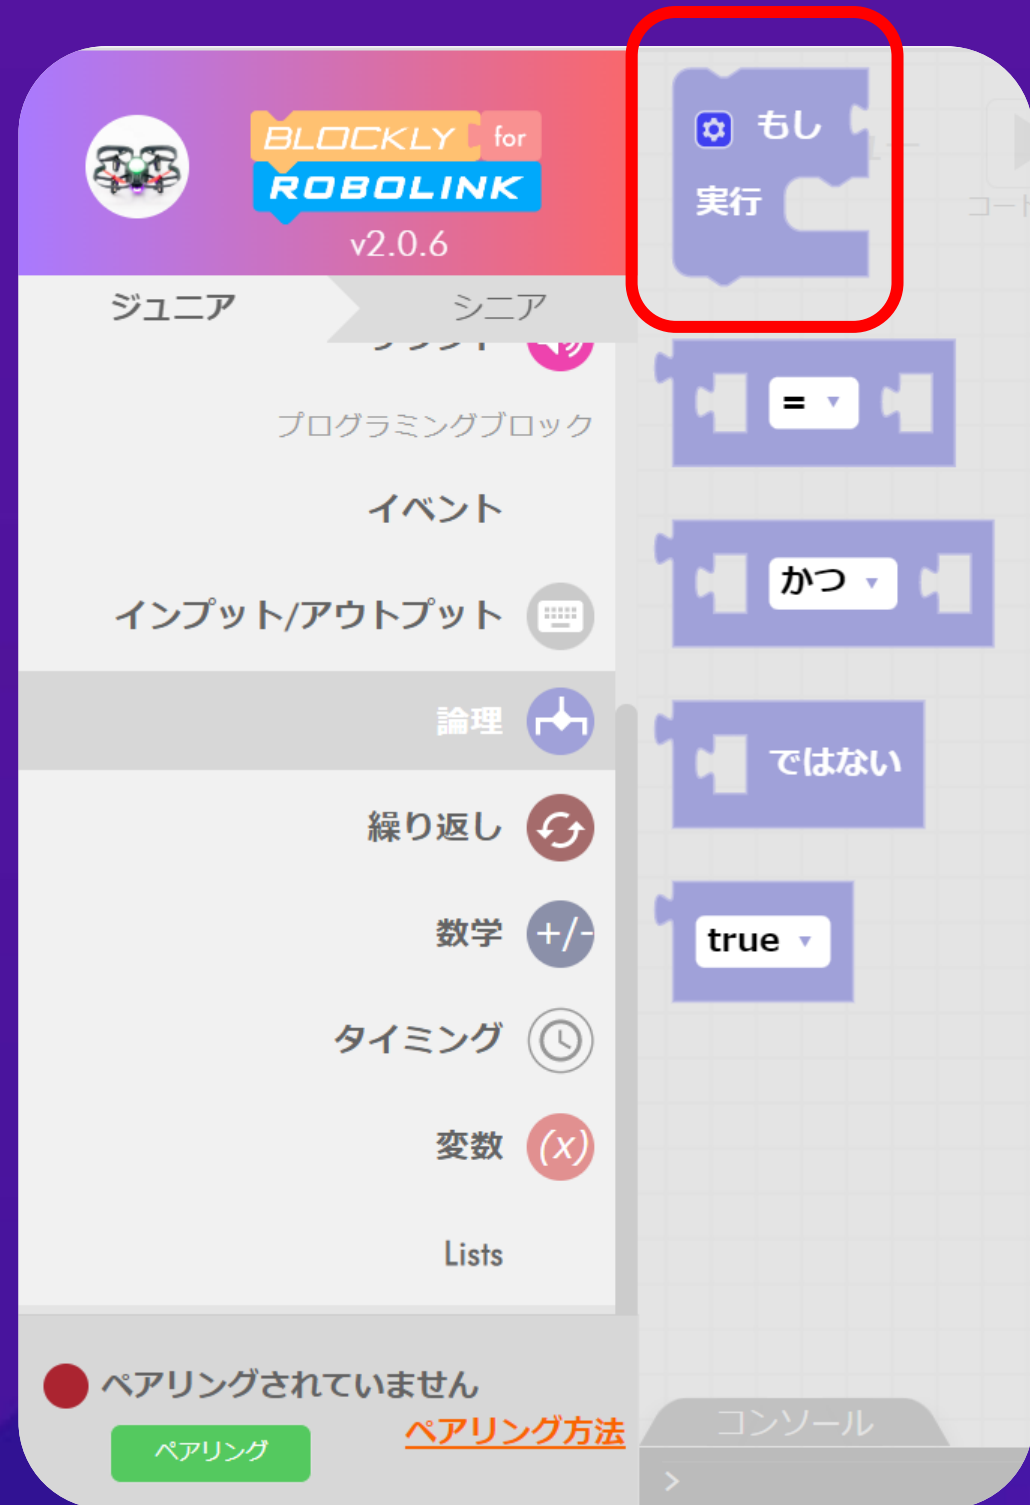 BLOCKLY for
ROBOLINK
v2.0.6
ジュニア
シニア
プログラミングブロック
イベント
インプット/アウトプット
論理
繰り返し
数学
+/-
タイミング
変数
(x)
Lists
ペアリングされていません
ペアリング
ペアリング方法
もし
実行
=
かつ
ではない
true
コンソール
>